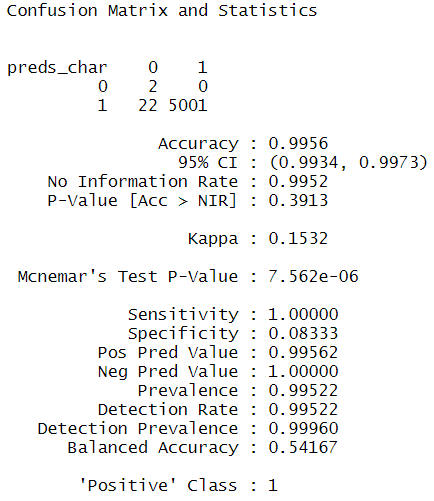 Confusion Matrix and Statistics
preds_char 0 1
0 2 0
1 22 5001
Accuracy : 0.9956
95% CI : (0.9934, 0.9973)
No Information Rate : 0.9952
P-Value [Acc > NIR] : 0.3913
Kappa : 0.1532
Mcnemar's Test P-Value : 7.562e-06
Sensitivity : 1.00000
Specificity : 0.08333
Pos Pred Value : 0.99562
Neg Pred Value : 1.00000
Prevalence : 0.99522
Detection Rate : 0.99522
Detection Prevalence : 0.99960
Balanced Accuracy : 0.54167
'Positive' Class : 1